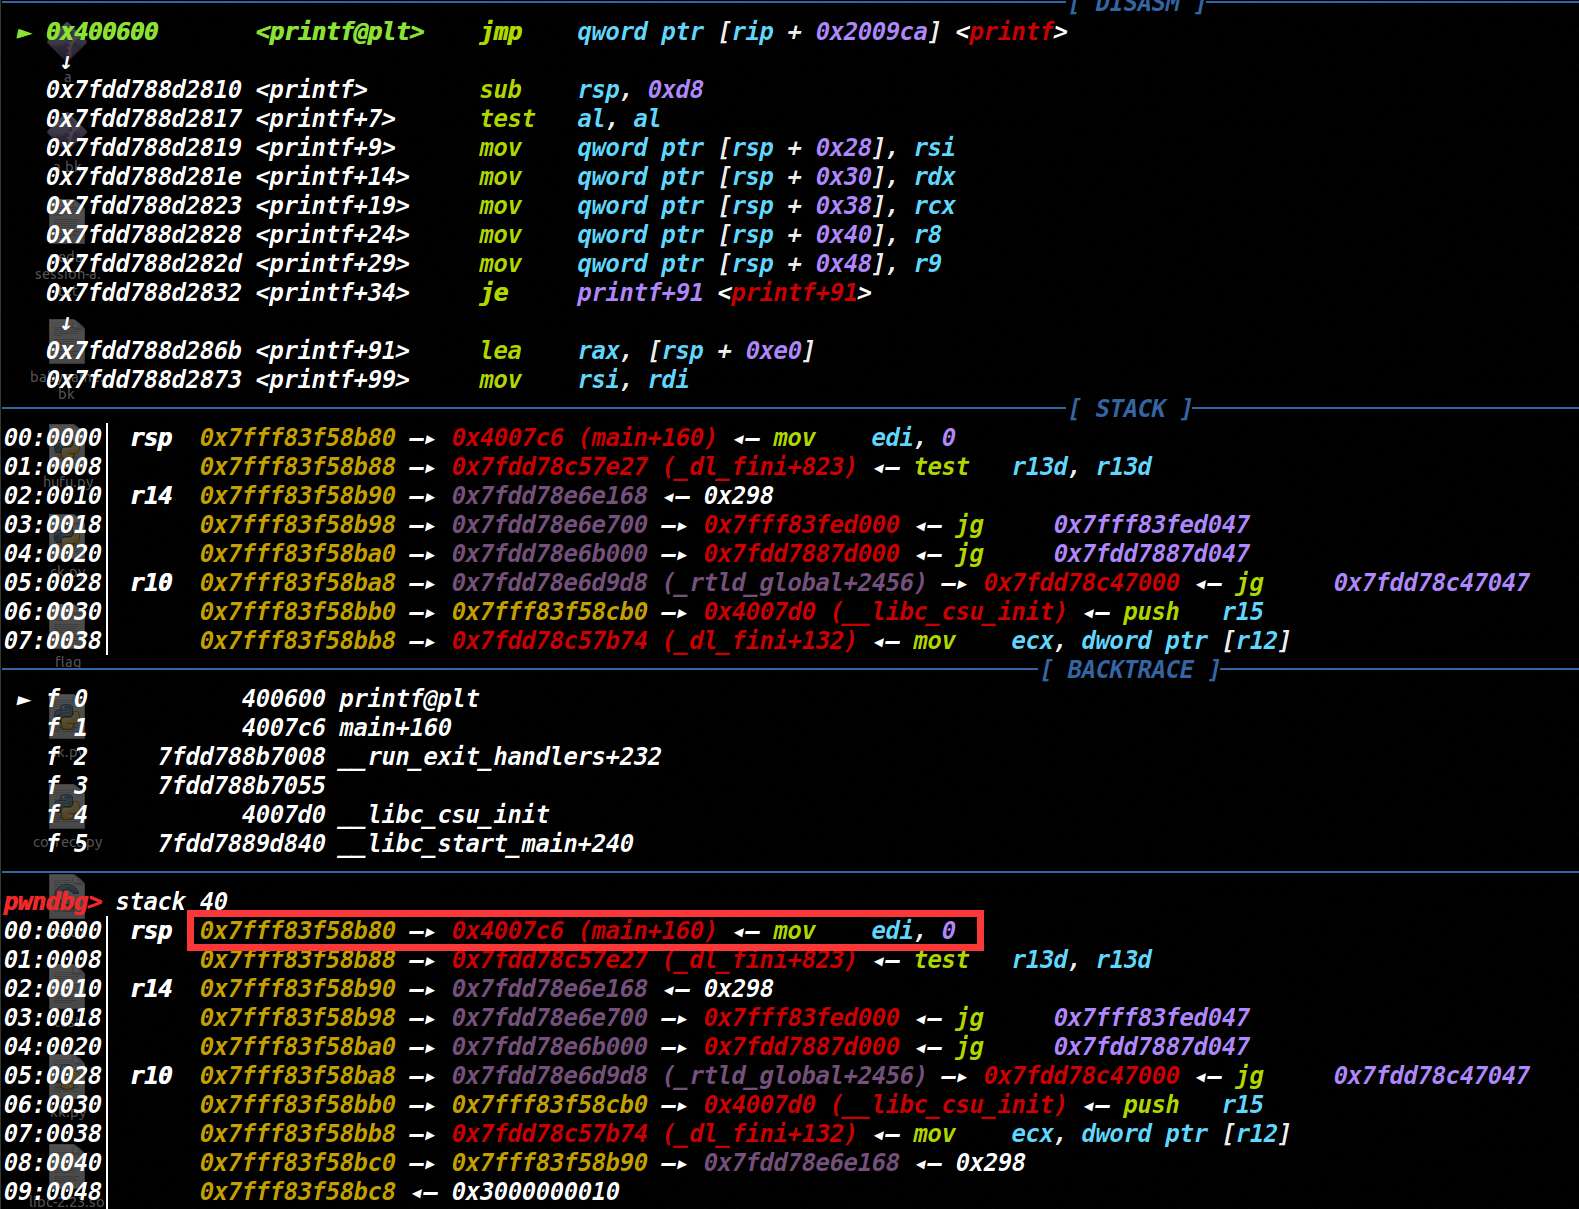 [ DISASM ]
► 0x400600 <printf@plt> jmp qword ptr [rip + 0x2009ca] <printf>
↓
0x7fdd788d2810 <printf> sub rsp, 0xd8
0x7fdd788d2817 <printf+7> test al, al
0x7fdd788d2819 <printf+9> mov qword ptr [rsp + 0x28], rsi
0x7fdd788d281e <printf+14> mov qword ptr [rsp + 0x30], rdx
0x7fdd788d2823 <printf+19> mov qword ptr [rsp + 0x38], rcx
0x7fdd788d2828 <printf+24> mov qword ptr [rsp + 0x40], r8
0x7fdd788d282d <printf+29> mov qword ptr [rsp + 0x48], r9
0x7fdd788d2832 <printf+34> je printf+91 <printf+91>
↓
0x7fdd788d286b <printf+91> lea rax, [rsp + 0xe0]
0x7fdd788d2873 <printf+99> mov rsi, rdi
[ STACK ]
00:0000│ rsp 0x7fff83f58b80 —▸ 0x4007c6 (main+160) ◂— mov edi, 0
01:0008│ 0x7fff83f58b88 —▸ 0x7fdd78c57e27 (_dl_fini+823) ◂— test r13d, r13d
02:0010│ r14 0x7fff83f58b90 —▸ 0x7fdd78e6e168 ◂— 0x298
03:0018│ 0x7fff83f58b98 —▸ 0x7fdd78e6e700 —▸ 0x7fff83fed000 ◂— jg 0x7fff83fed047
04:0020│ 0x7fff83f58ba0 —▸ 0x7fdd78e6b000 —▸ 0x7fdd7887d000 ◂— jg 0x7fdd7887d047
05:0028│ r10 0x7fff83f58ba8 —▸ 0x7fdd78e6d9d8 (_rtld_global+2456) —▸ 0x7fdd78c47000 ◂— jg 0x7fdd78c47047
06:0030│ 0x7fff83f58bb0 —▸ 0x7fff83f58cb0 —▸ 0x4007d0 (__libc_csu_init) ◂— push r15
07:0038│ 0x7fff83f58bb8 —▸ 0x7fdd78c57b74 (_dl_fini+132) ◂— mov ecx, dword ptr [r12]
[ BACKTRACE ]
► f 0 400600 printf@plt
f 1 4007c6 main+160
f 2 7fdd788b7008 __run_exit_handlers+232
f 3 7fdd788b7055
f 4 4007d0 __libc_csu_init
f 5 7fdd7889d840 __libc_start_main+240
pwndbg> stack 40
00:0000│ rsp 0x7fff83f58b80 —▸ 0x4007c6 (main+160) ◂— mov edi, 0
01:0008│ 0x7fff83f58b88 —▸ 0x7fdd78c57e27 (_dl_fini+823) ◂— test r13d, r13d
02:0010│ r14 0x7fff83f58b90 —▸ 0x7fdd78e6e168 ◂— 0x298
03:0018│ 0x7fff83f58b98 —▸ 0x7fdd78e6e700 —▸ 0x7fff83fed000 ◂— jg 0x7fff83fed047
04:0020│ 0x7fff83f58ba0 —▸ 0x7fdd78e6b000 —▸ 0x7fdd7887d000 ◂— jg 0x7fdd7887d047
05:0028│ r10 0x7fff83f58ba8 —▸ 0x7fdd78e6d9d8 (_rtld_global+2456) —▸ 0x7fdd78c47000 ◂— jg 0x7fdd78c47047
06:0030│ 0x7fff83f58bb0 —▸ 0x7fff83f58cb0 —▸ 0x4007d0 (__libc_csu_init) ◂— push r15
07:0038│ 0x7fff83f58bb8 —▸ 0x7fdd78c57b74 (_dl_fini+132) ◂— mov ecx, dword ptr [r12]
08:0040│ 0x7fff83f58bc0 —▸ 0x7fff83f58b90 —▸ 0x7fdd78e6e168 ◂— 0x298
09:0048│ 0x7fff83f58bc8 ◂— 0x3000000010
a
session-a.
bk
hufu.py
flag
libc-2.23.so